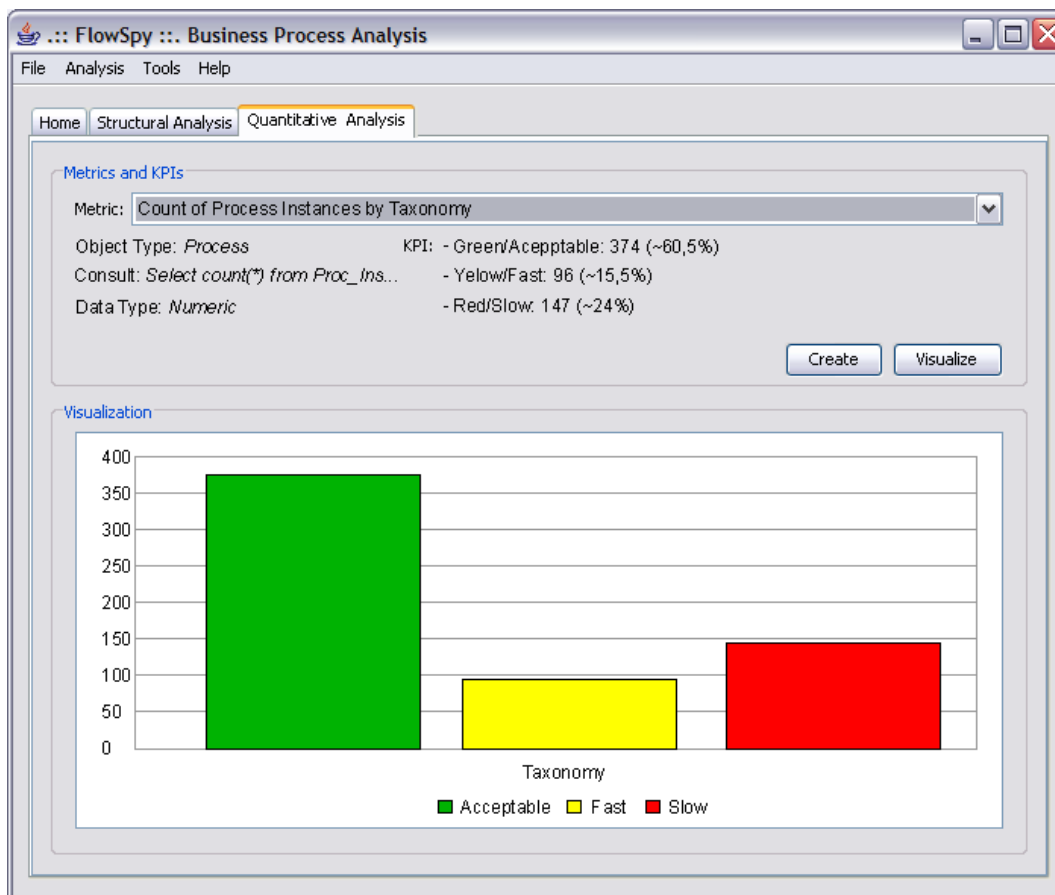 .:: FlowSpy ::. Business Process Analysis
File Analysis Tools Help
Home Structural Analysis Quantitative Analysis
Metrics and KPIs
Metric: Count of Process Instances by Taxonomy
Object Type: Process KPI: - Green/Acepptable: 374 (~60,5%)
Consult: Select count(*) from Proc_Ins... - Yelow/Fast: 96 (~15,5%)
Data Type: Numeric - Red/Slow: 147 (~24%)
Create Visualize
Visualization
400
350
300
250
200
150
100
50
0
Taxonomy
Acceptable Fast Slow